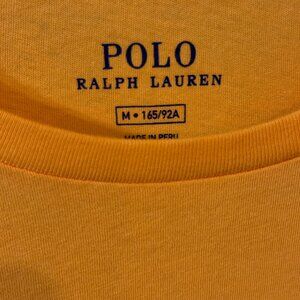 POLO
RALPH LAUREN
M • 165/92A
MADE IN PERU